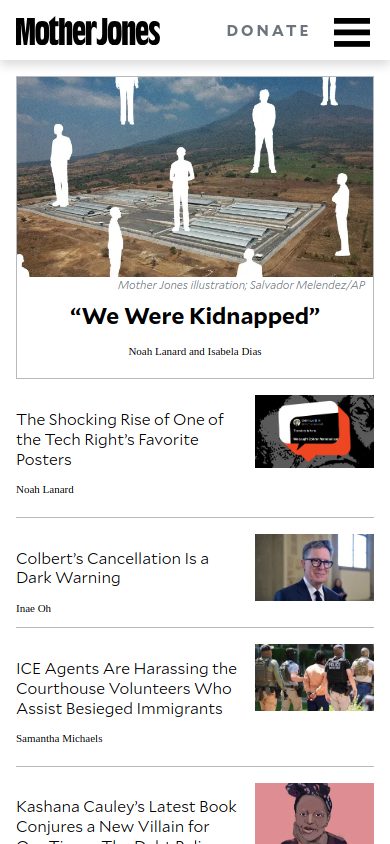 Mother Jones
DONATE
Mother Jones illustration; Salvador Melendez/AP
“We Were Kidnapped”
Noah Lanard and Isabela Dias
The Shocking Rise of One of
the Tech Right’s Favorite
Posters
Noah Lanard
Colbert’s Cancellation Is a
Dark Warning
Inae Oh
ICE Agents Are Harassing the
Courthouse Volunteers Who
Assist Besieged Immigrants
Samantha Michaels
Kashana Cauley’s Latest Book
Conjures a New Villain for